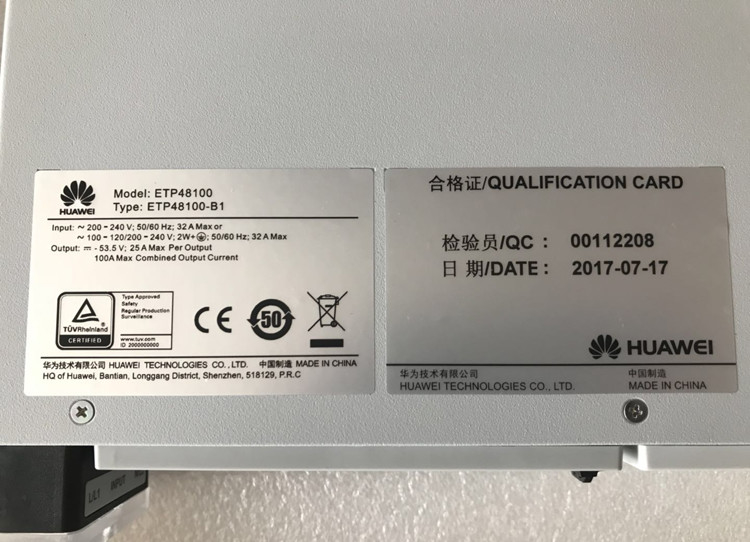 HUAWEI
Model: ETP48100
Type: ETP48100-B1
Input: ~ 200-240 V; 50/60 Hz; 32 A Max or
~ 100-120/200-240 V; 2W+⏚; 50/60 Hz; 32 A Max
Output: ⎓ - 53.5 V; 25 A Max Per Output
100A Max Combined Output Current
TÜVRheinland
CERTIFIED
Type Approved
Safety
Regular Production
Surveillance
www.tuv.com
ID 2000000000
CE
50
华为技术有限公司 HUAWEI TECHNOLOGIES CO., LTD. 中国制造 MADE IN CHINA
HQ of Huawei, Bantian, Longgang District, Shenzhen, 518129, P.R.C
合格证/QUALIFICATION CARD
检验员/QC : 00112208
日 期/DATE : 2017-07-17
HUAWEI
华为技术有限公司 中国制造
HUAWEI TECHNOLOGIES CO., LTD. MADE IN CHINA
L/L1 INPUT